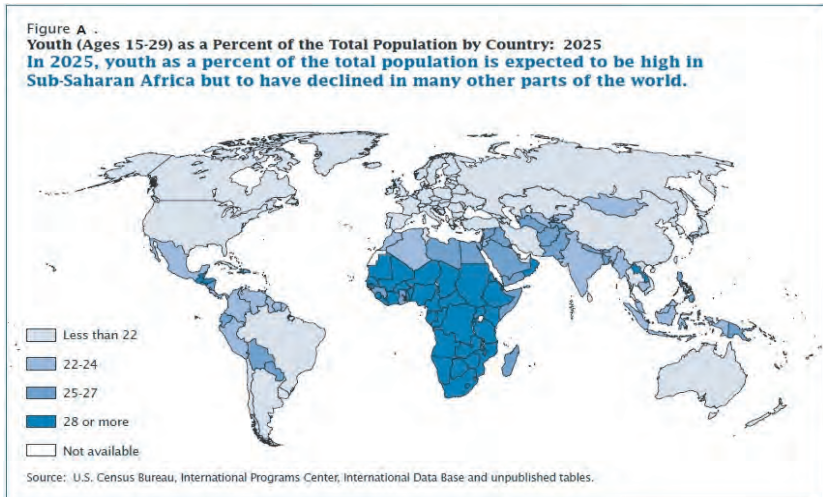 Figure A .
Youth (Ages 15-29) as a Percent of the Total Population by Country: 2025
In 2025, youth as a percent of the total population is expected to be high in
Sub-Saharan Africa but to have declined in many other parts of the world.
Less than 22
22-24
25-27
28 or more
Not available
Source: U.S. Census Bureau, International Programs Center, International Data Base and unpublished tables.